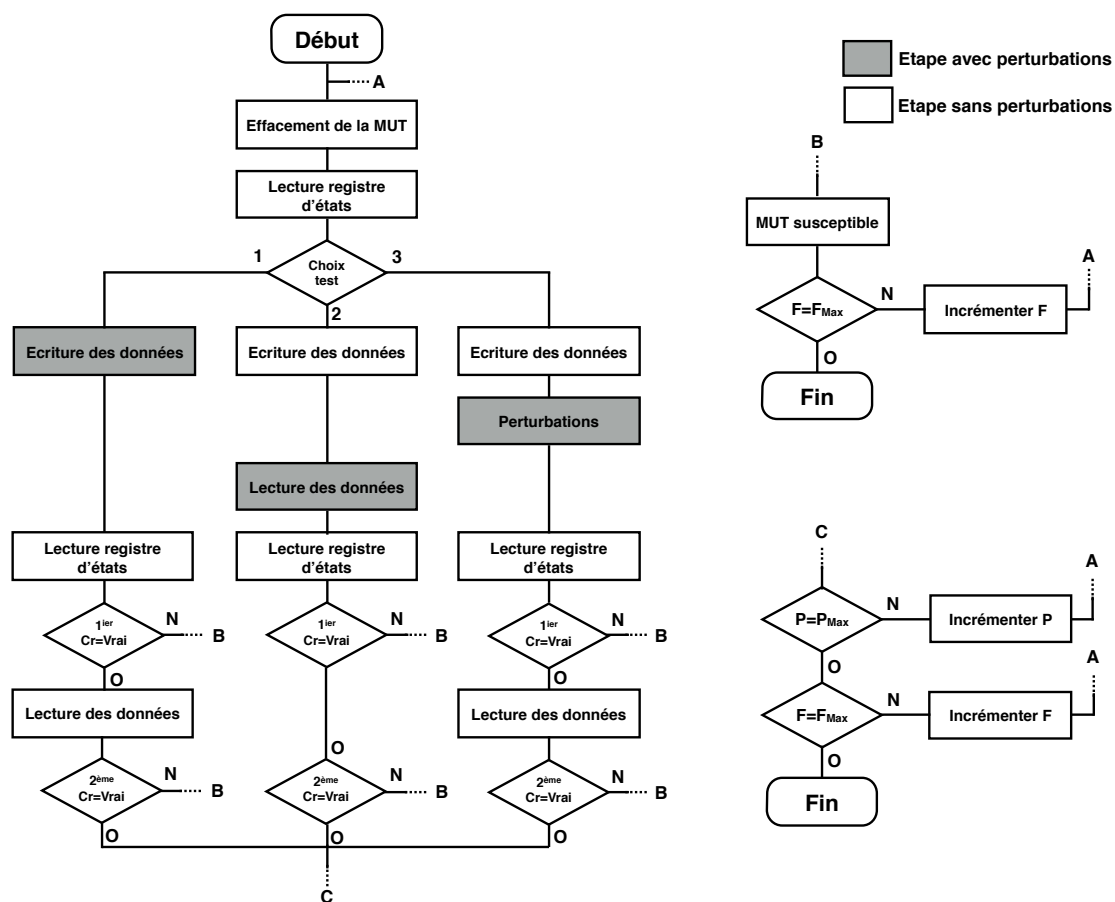 Début
A
Effacement de la MUT
Lecture registre
d'états
1
Choix
test
3
2
Ecriture des données
Ecriture des données
Ecriture des données
Perturbations
Lecture des données
Lecture registre
d'états
Lecture registre
d'états
Lecture registre
d'états
1ier
Cr=Vrai
N
B
O
1ier
Cr=Vrai
N
B
1ier
Cr=Vrai
N
B
O
Lecture des données
Lecture des données
O
2ème
Cr=Vrai
N
B
O
2ème
Cr=Vrai
N
B
O
2ème
Cr=Vrai
N
B
O
C
Etape avec perturbations
Etape sans perturbations
B
MUT susceptible
F=FMax
N
Incrémenter F
A
O
Fin
C
P=PMax
N
Incrémenter P
A
O
F=FMax
N
Incrémenter F
A
O
Fin